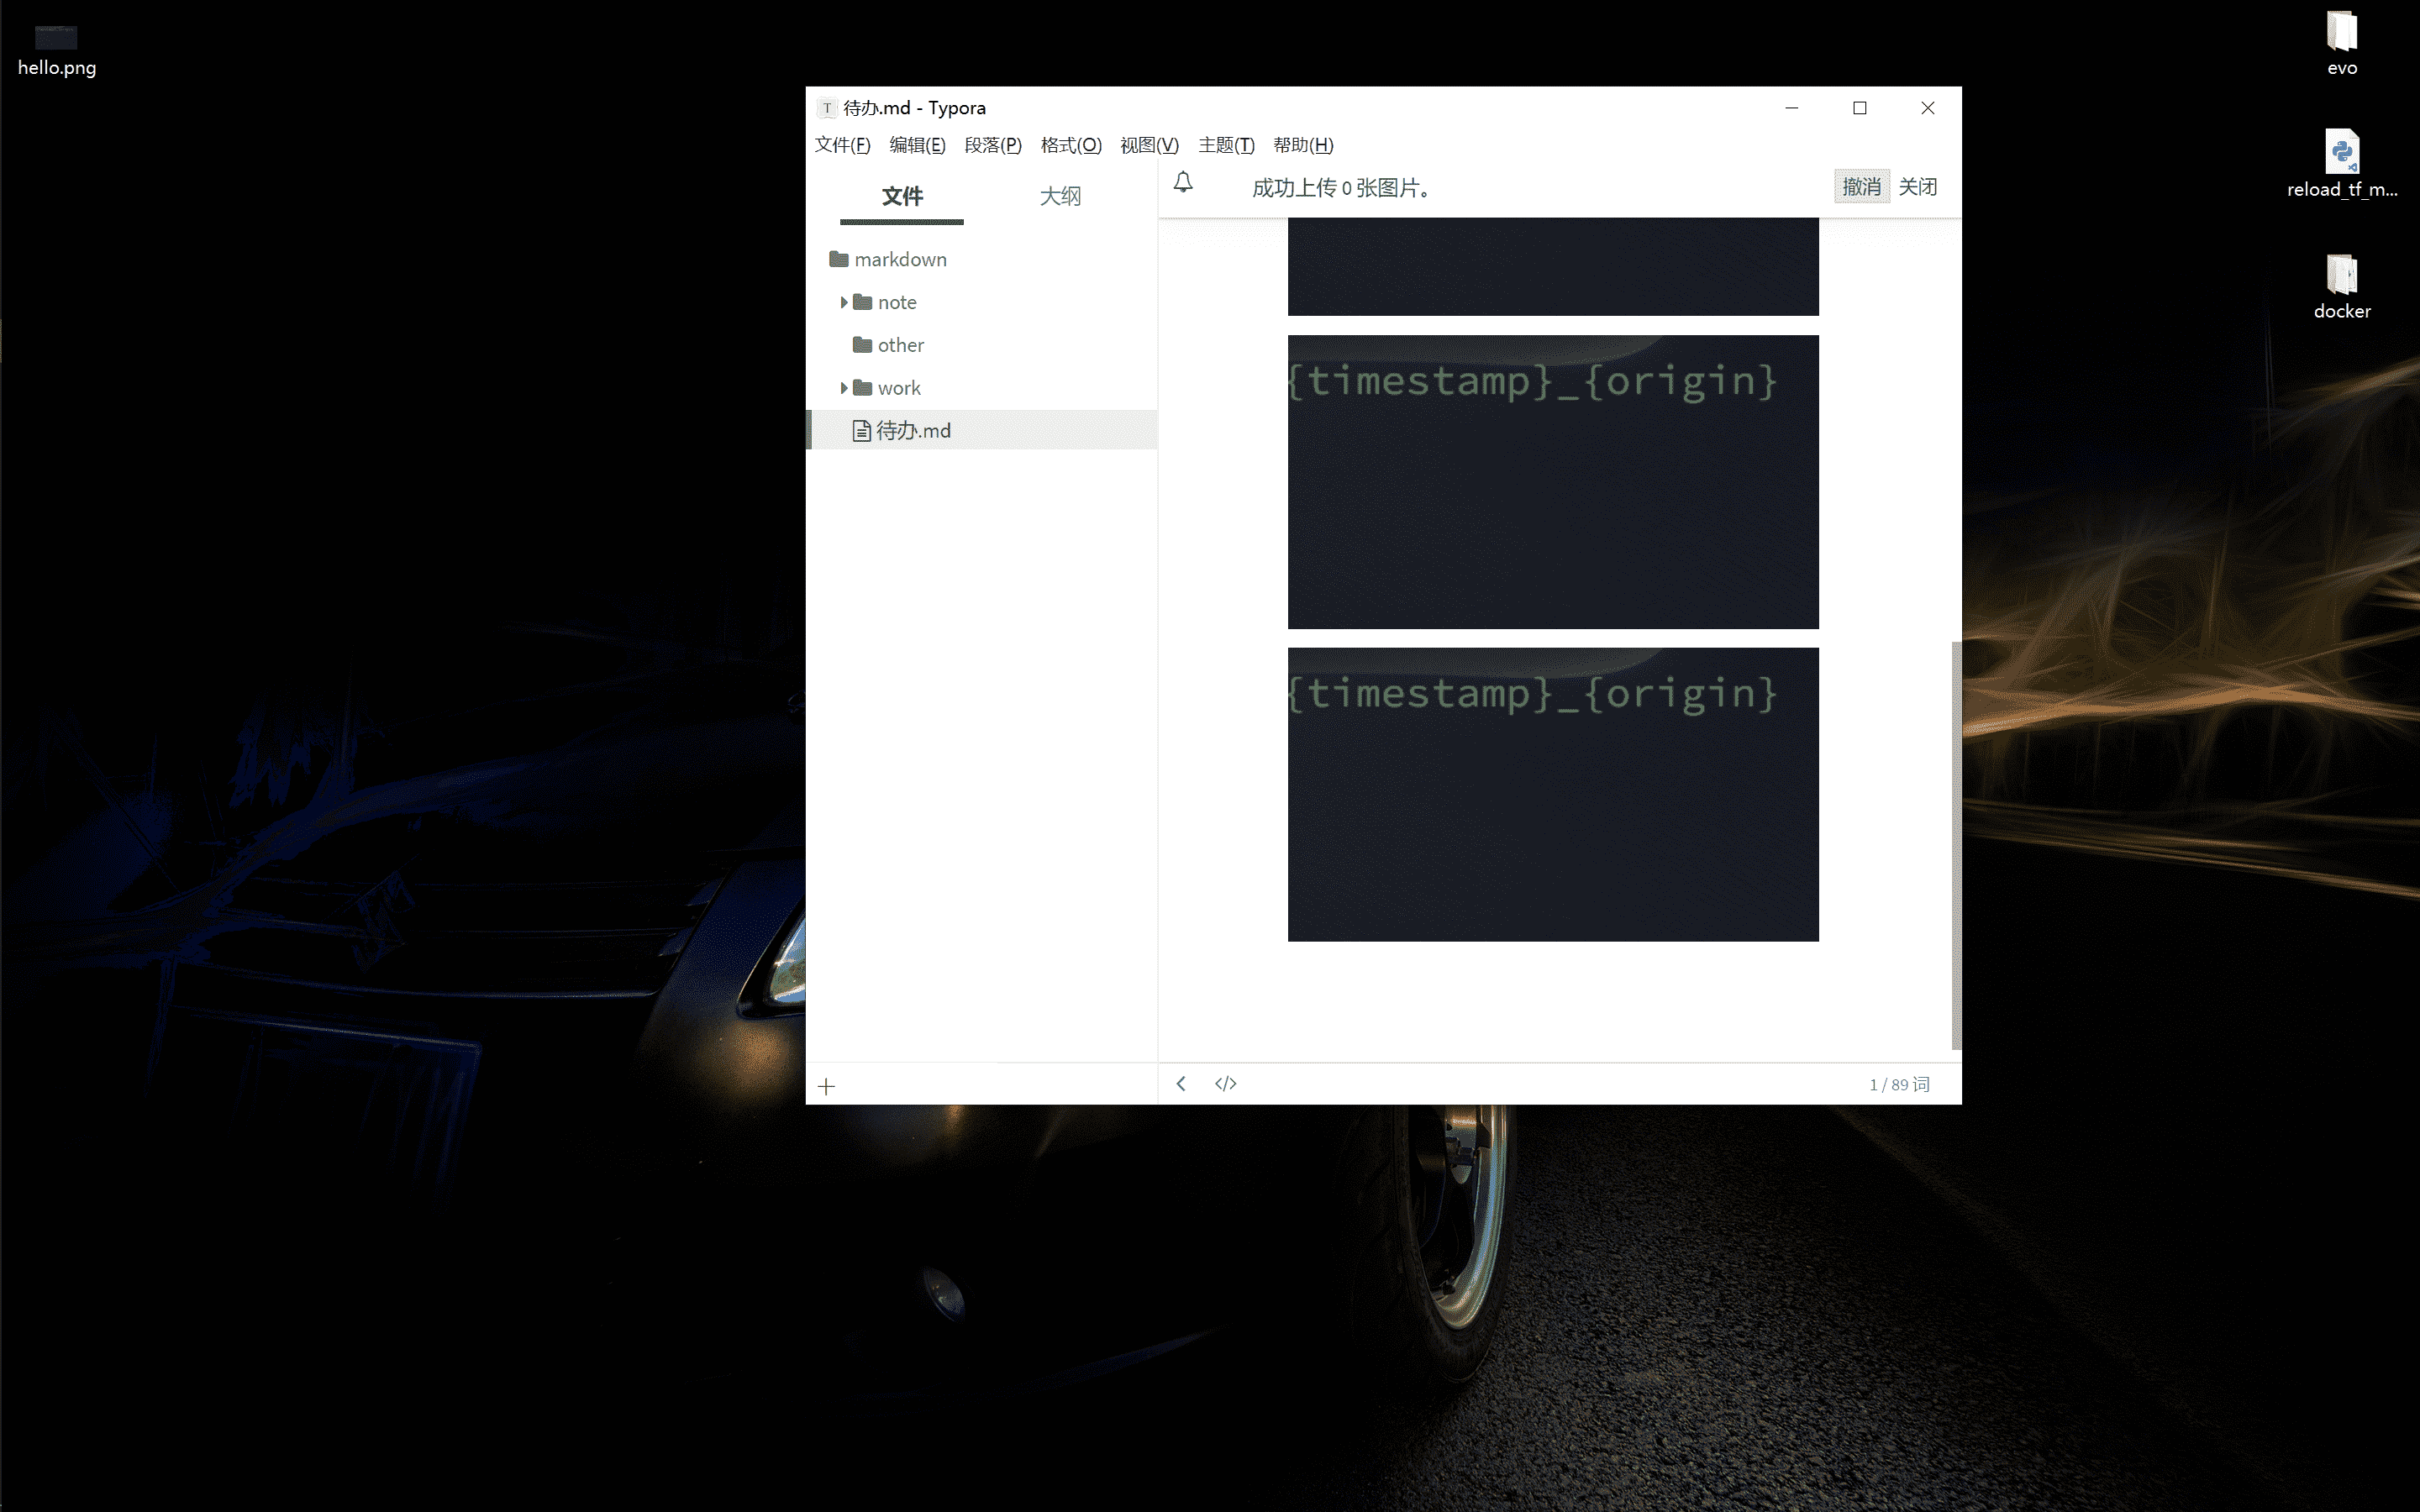 hello.png
evo
reload_tf_m...
docker
T 待办.md - Typora
文件(F) 编辑(E) 段落(P) 格式(O) 视图(V) 主题(T) 帮助(H)
文件 大纲
成功上传 0 张图片。 撤消 关闭
markdown
note
other
work
待办.md
{timestamp}_{origin}
{timestamp}_{origin}
+ </> 1 / 89 词